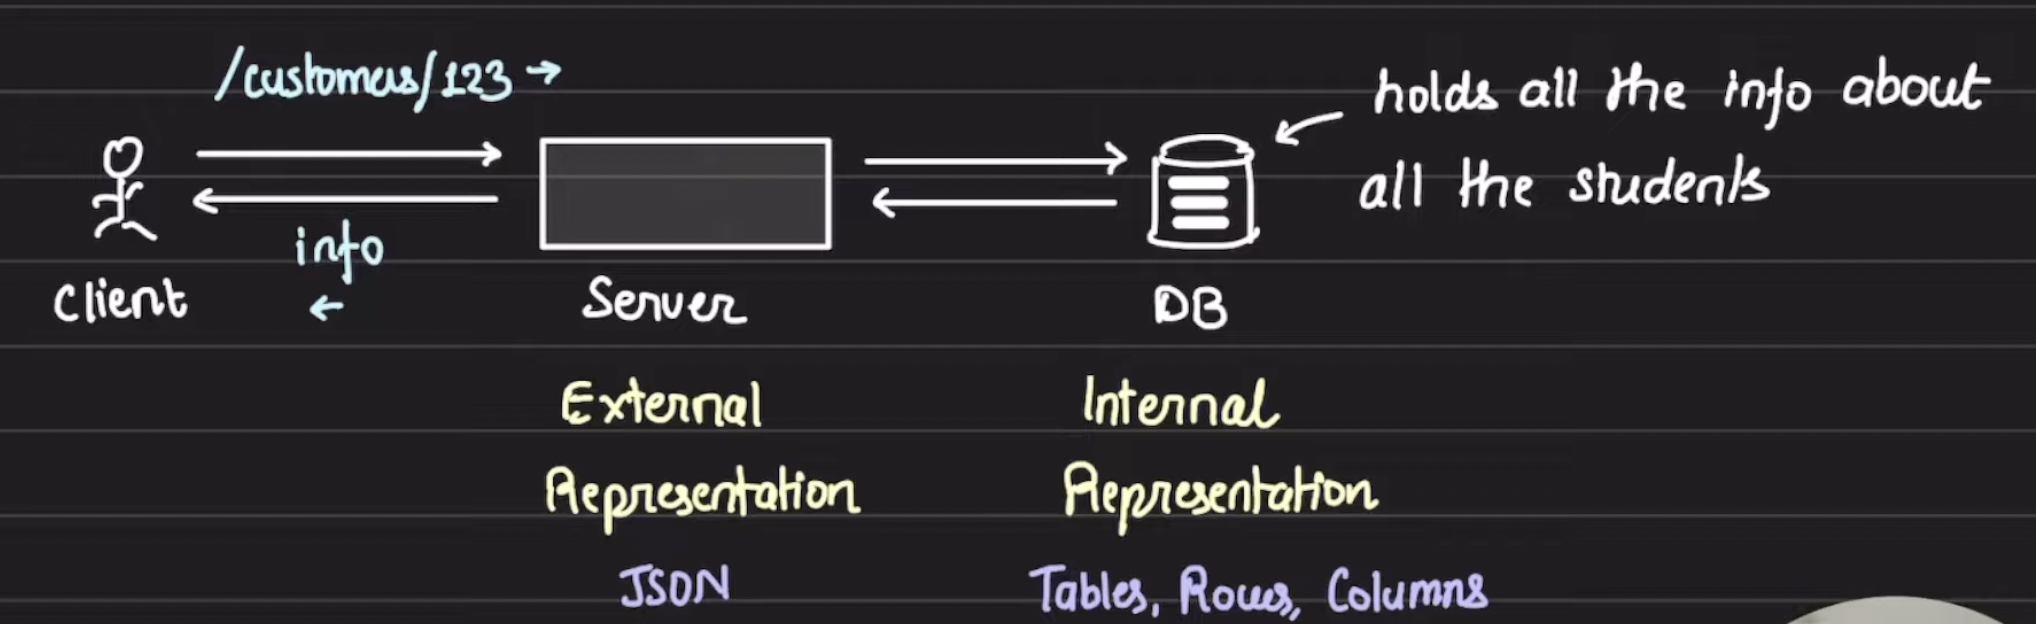 /customers/123 →
holds all the info about
all the students
info
←
Client
Server
DB
External
Representation
JSON
Internal
Representation
Tables, Rows, Columns